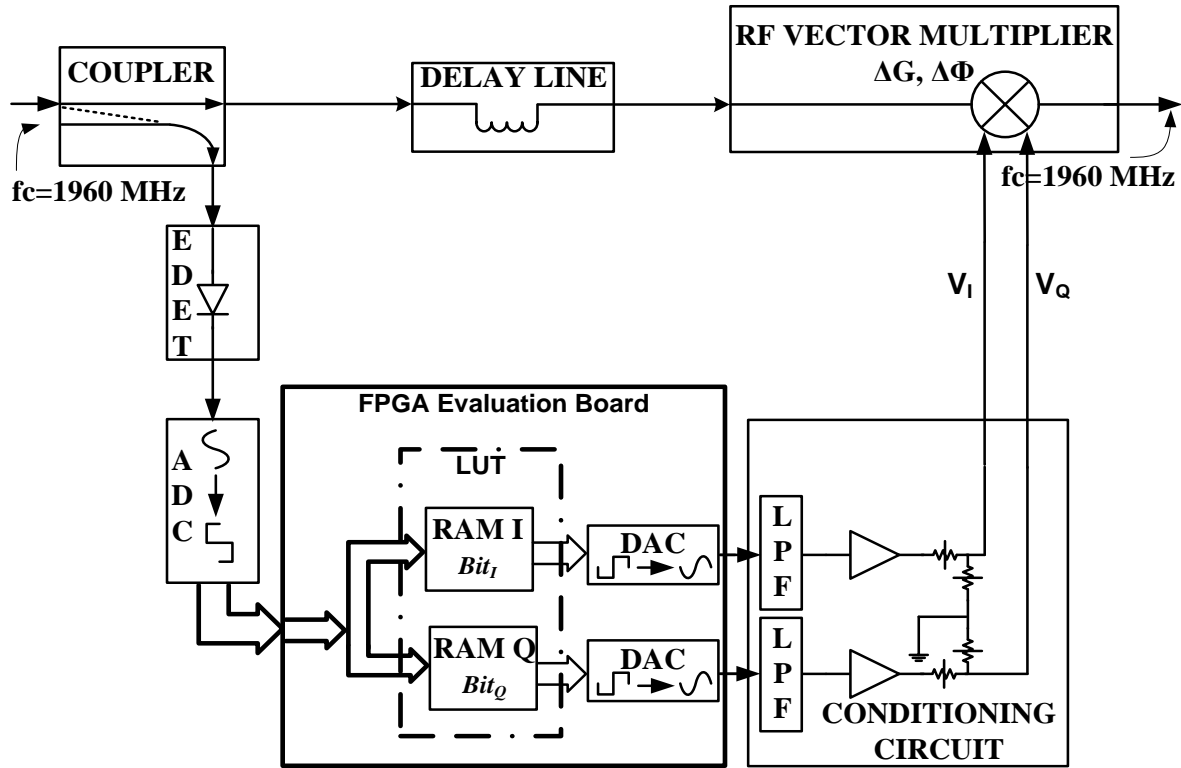 COUPLER
DELAY LINE
RF VECTOR MULTIPLIER
ΔG, ΔΦ
fc=1960 MHz
fc=1960 MHz
E
D
E
T
V_I
V_Q
A
D
C
FPGA Evaluation Board
LUT
RAM I
Bit_I
DAC
L
P
F
RAM Q
Bit_Q
DAC
L
P
F
CONDITIONING
CIRCUIT